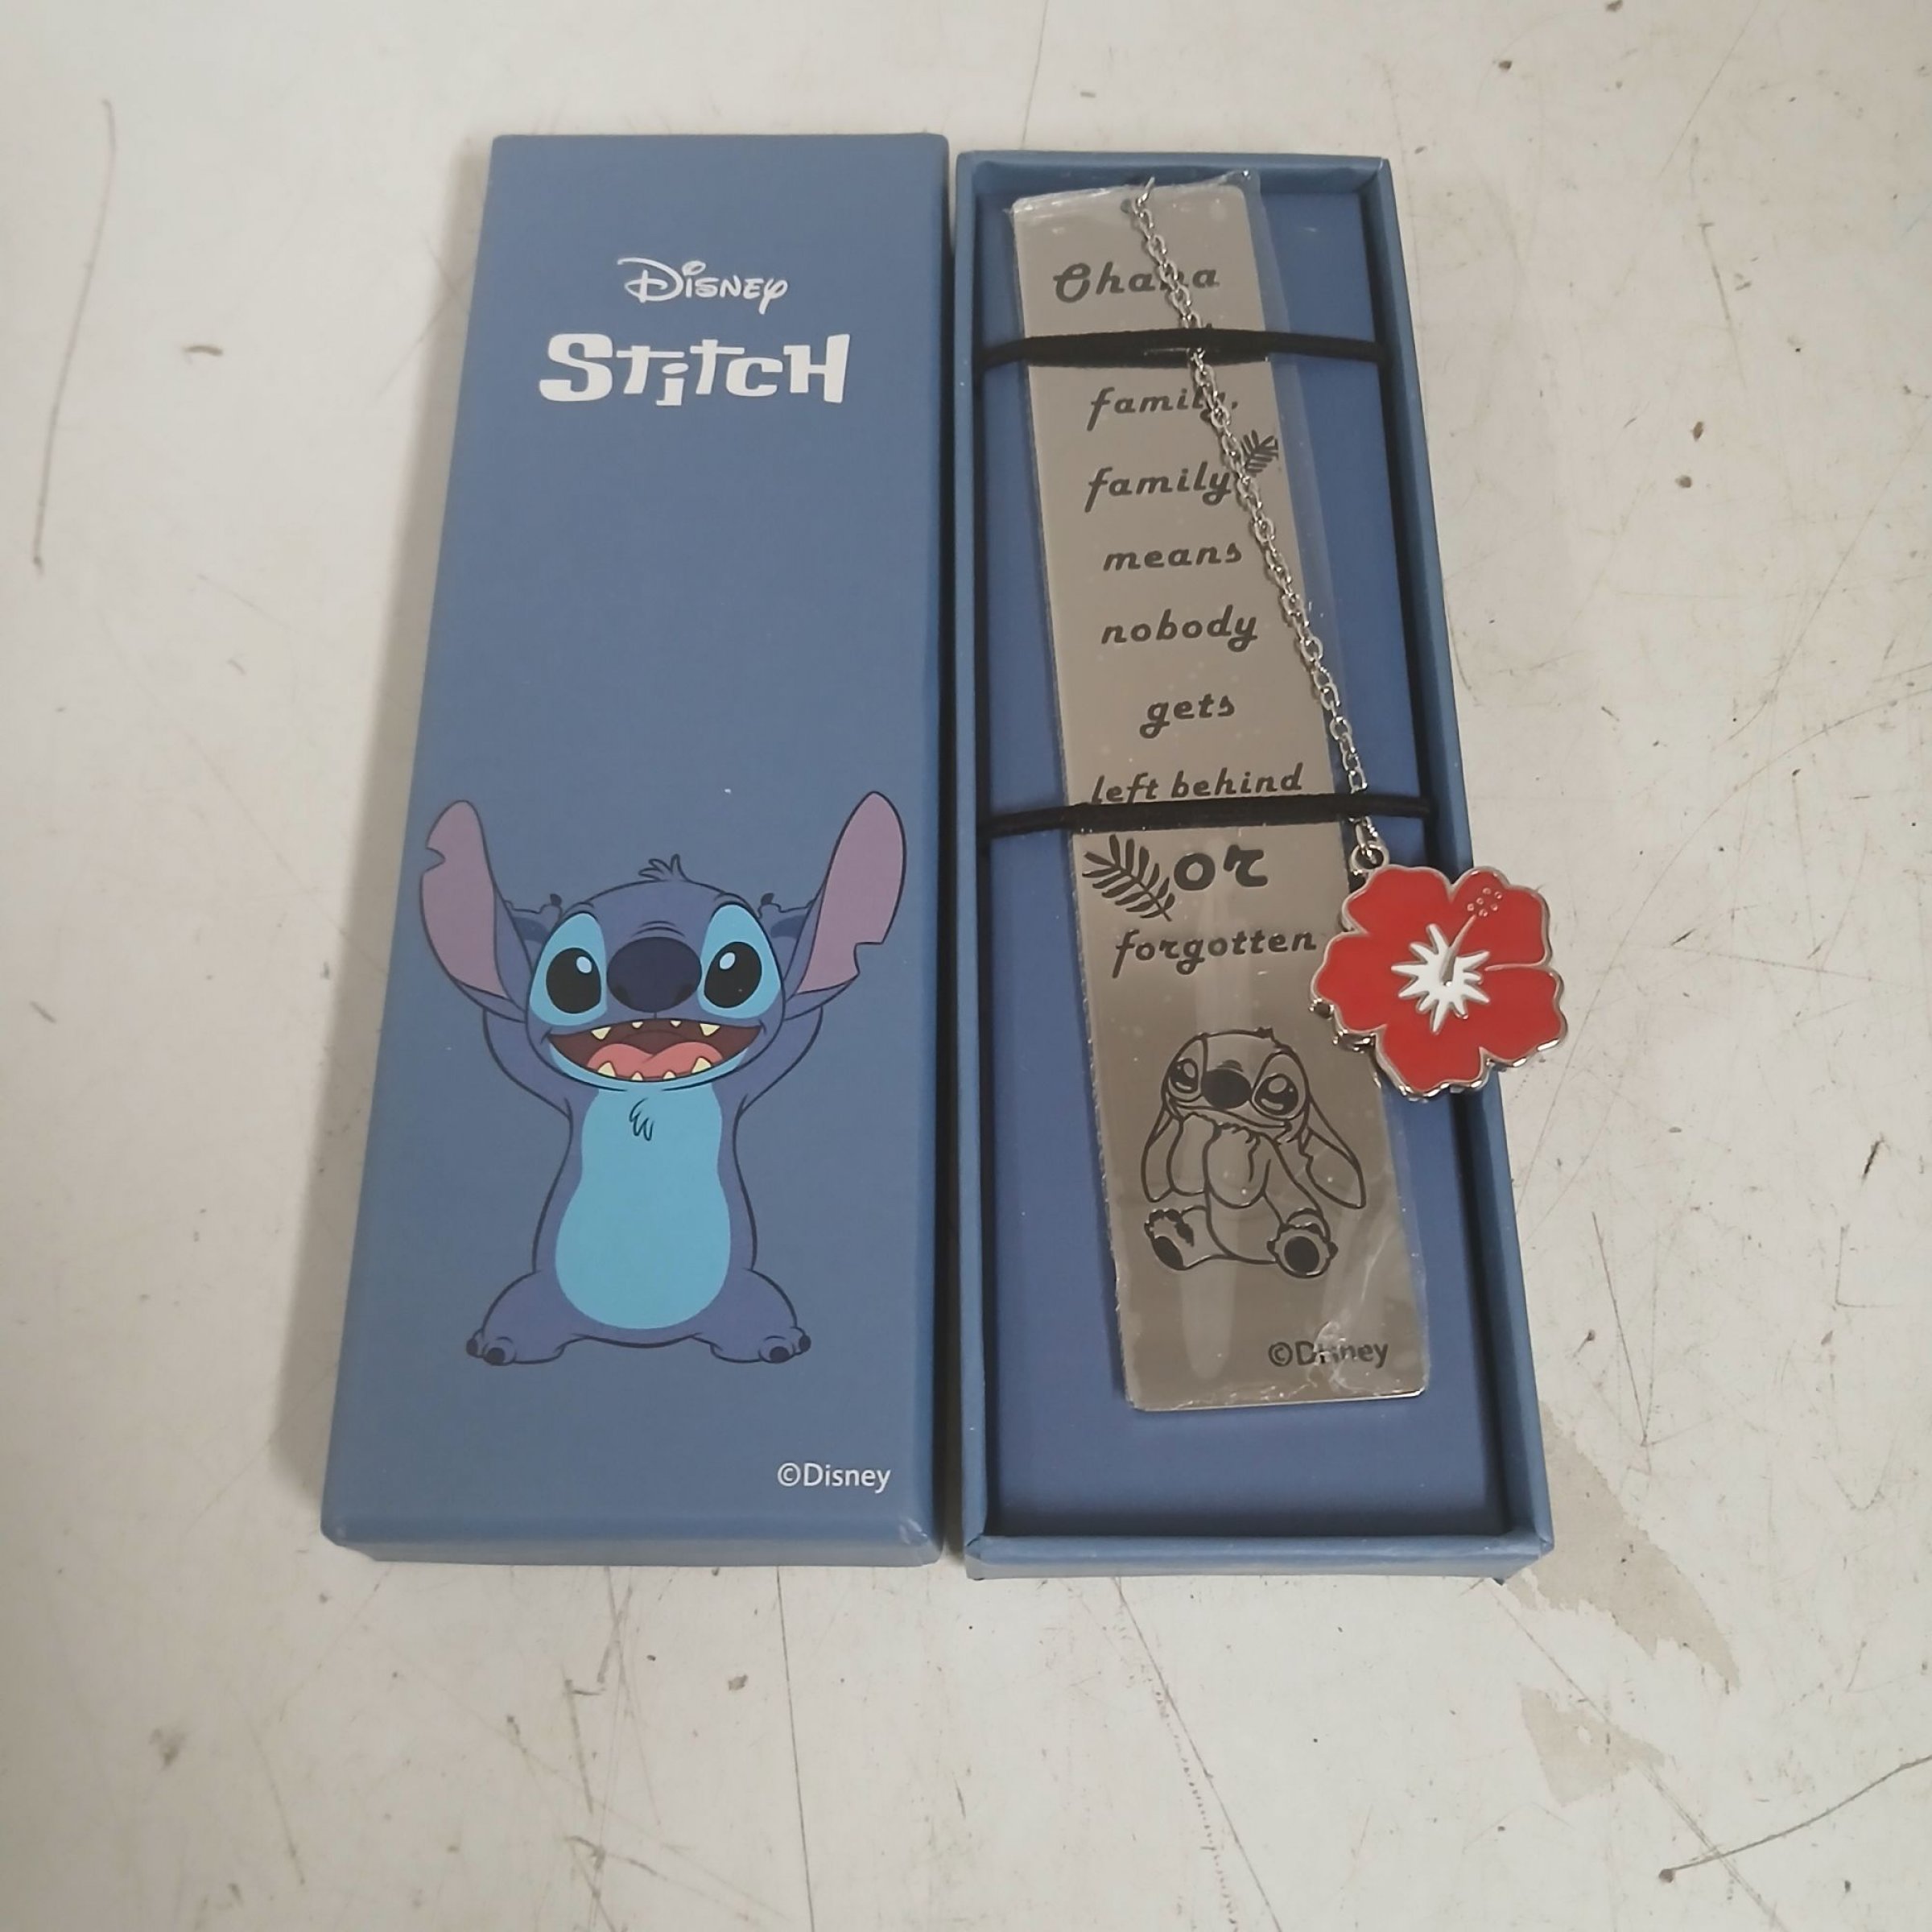 Disney
Stitch
©Disney
Ohana
family,
family
means
nobody
gets
left behind
or
forgotten
©Disney